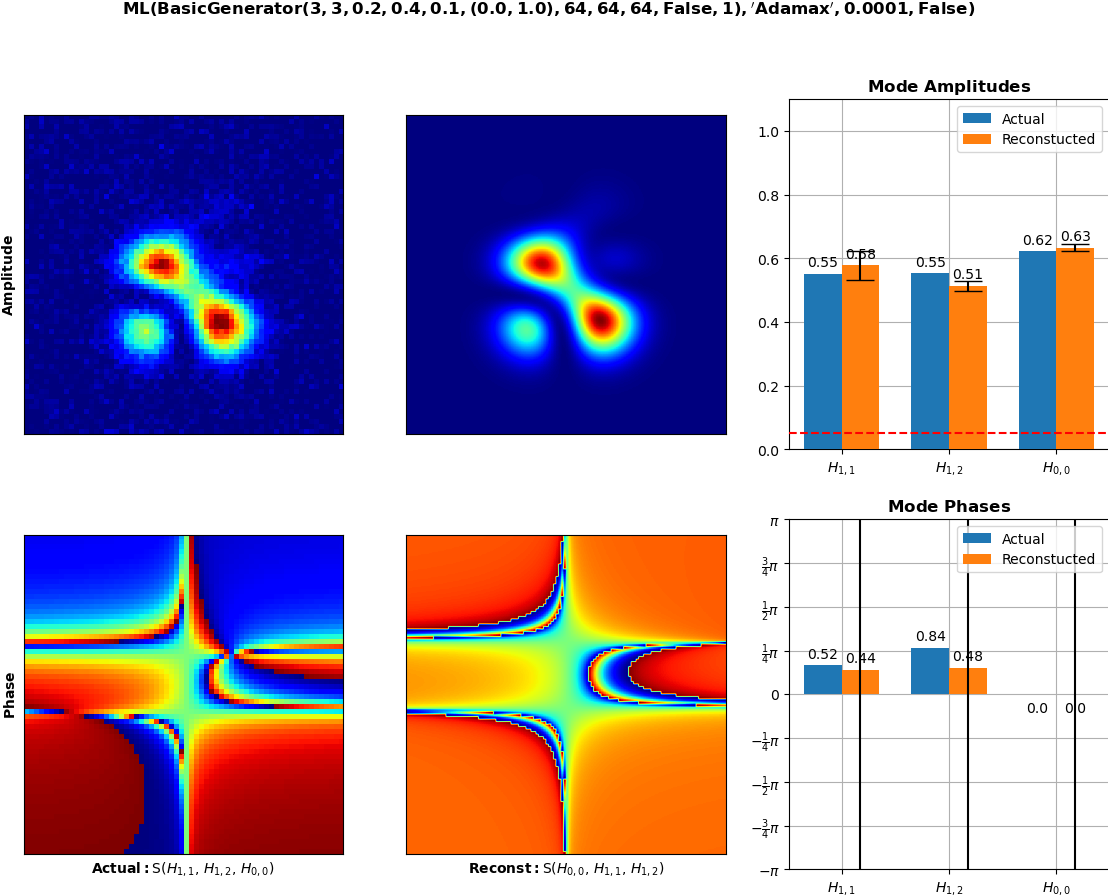 ML(BasicGenerator(3, 3, 0.2, 0.4, 0.1, (0.0, 1.0), 64, 64, 64, False, 1), ′Adamax′, 0.0001, False)
Amplitude
Mode Amplitudes
Actual
Reconstucted
1.0
0.8
0.6
0.4
0.2
0.0
0.55
0.58
0.55
0.51
0.62
0.63
H1,1
H1,2
H0,0
Phase
Actual: S(H1,1, H1,2, H0,0)
Reconst: S(H0,0, H1,1, H1,2)
Mode Phases
Actual
Reconstucted
π
3/4π
1/2π
1/4π
0
−1/4π
−1/2π
−3/4π
−π
0.52
0.44
0.84
0.48
0.0
0.0
H1,1
H1,2
H0,0